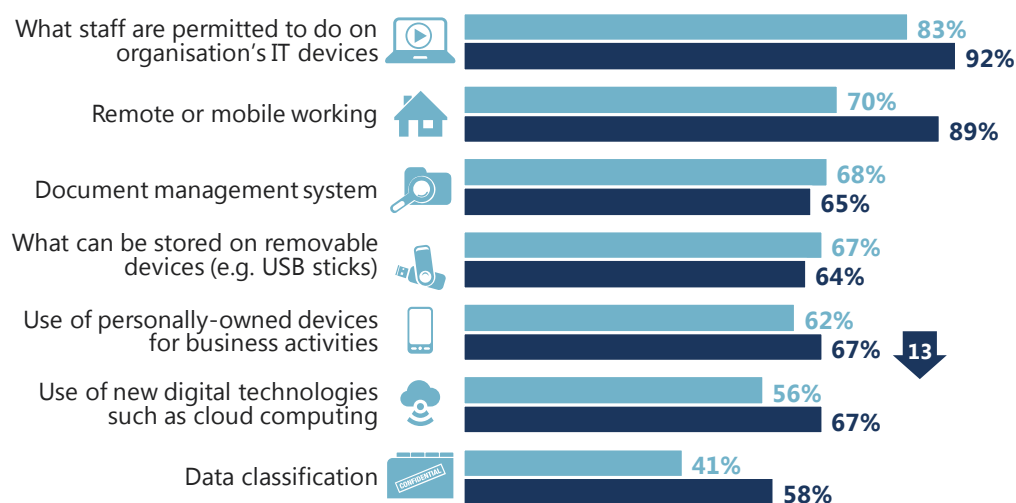 What staff are permitted to do on
organisation's IT devices
83%
92%
Remote or mobile working
70%
89%
Document management system
68%
65%
What can be stored on removable
devices (e.g. USB sticks)
67%
64%
Use of personally-owned devices
for business activities
62%
67%
13
Use of new digital technologies
such as cloud computing
56%
67%
Data classification
CONFIDENTIAL
41%
58%